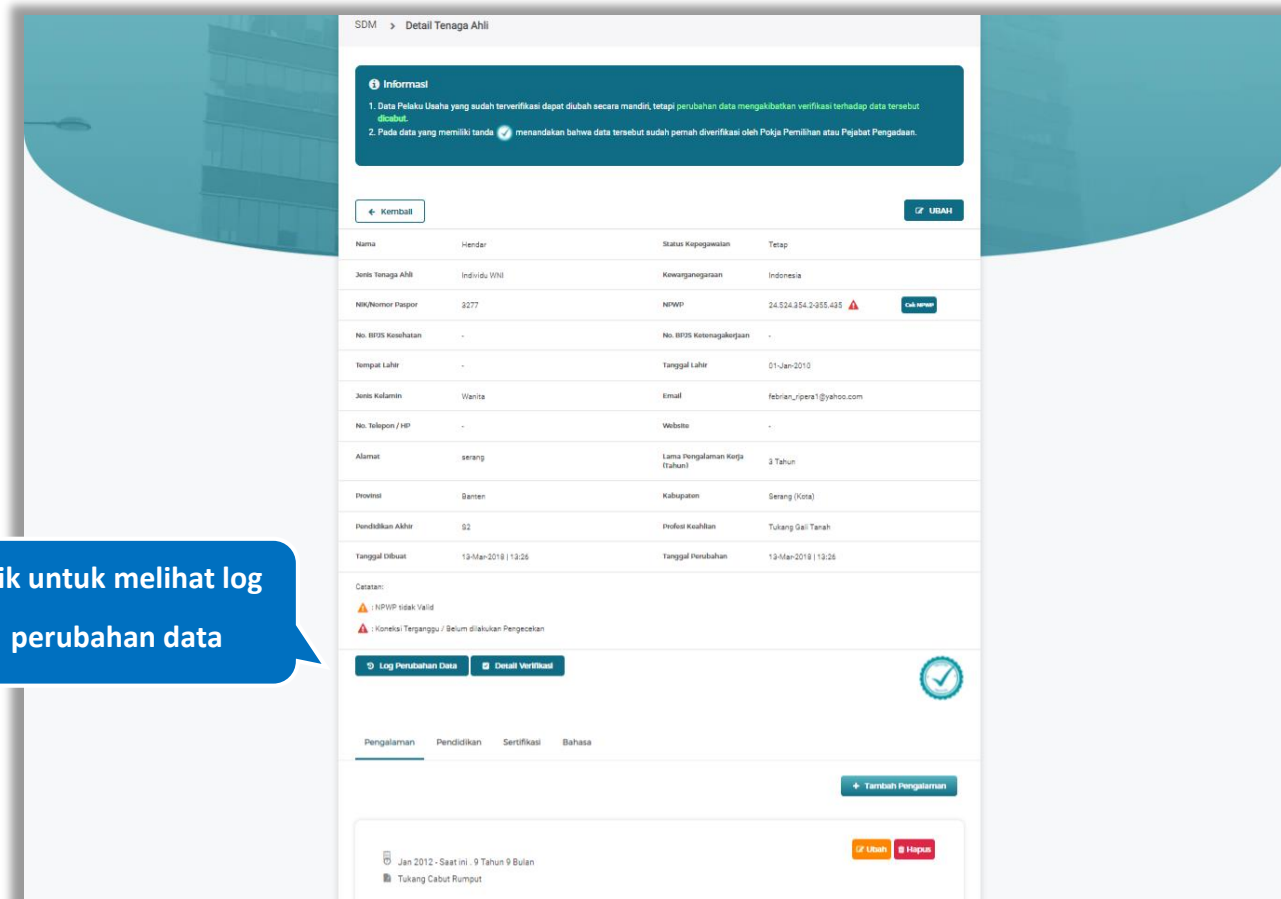 SDM > Detail Tenaga Ahli
Informasi
1. Data Pelaku Usaha yang sudah terverifikasi dapat diubah secara mandiri, tetapi perubahan data mengakibatkan verifikasi terhadap data tersebut
dicabut.
2. Pada data yang memiliki tanda menandakan bahwa data tersebut sudah pernah diverifikasi oleh Pokja Pemilihan atau Pejabat Pengadaan.
Kembali
UBAH
Nama Hendar Status Kepegawaian Tetap
Jenis Tenaga Ahli Individu WNI Kewarganegaraan Indonesia
NIK/Nomor Paspor 3277 NPWP 24.524.354.2-355.435 Cek NPWP
No. BPJS Kesehatan - No. BPJS Ketenagakerjaan -
Tempat Lahir - Tanggal Lahir 01-Jan-2010
Jenis Kelamin Wanita Email febrian_ripera1@yahoo.com
No. Telepon / HP - Website -
Alamat serang Lama Pengalaman Kerja
(Tahun) 3 Tahun
Provinsi Banten Kabupaten Serang (Kota)
Pendidikan Akhir S2 Profesi Keahlian Tukang Gali Tanah
Tanggal Dibuat 13-Mar-2018 | 13:26 Tanggal Perubahan 13-Mar-2018 | 13:26
Catatan:
: NPWP tidak Valid
: Koneksi Terganggu / Belum dilakukan Pengecekan
ik untuk melihat log
perubahan data
Log Perubahan Data Detail Verifikasi
Pengalaman Pendidikan Sertifikasi Bahasa
+ Tambah Pengalaman
Ubah Hapus
Jan 2012 - Saat ini . 9 Tahun 9 Bulan
Tukang Cabut Rumput